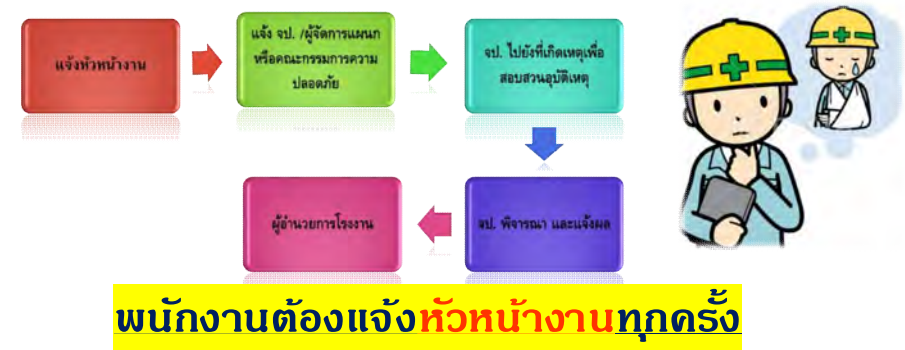 แจ้งหัวหน้างาน
แจ้ง จป. /ผู้จัดการแผนก
หรือคณะกรรมการความ
ปลอดภัย
จป. ไปยังที่เกิดเหตุเพื่อ
สอบสวนอุบัติเหตุ
จป. พิจารณา และแจ้งผล
ผู้อำนวยการโรงงาน
พนักงานต้องแจ้งหัวหน้างานทุกครั้ง